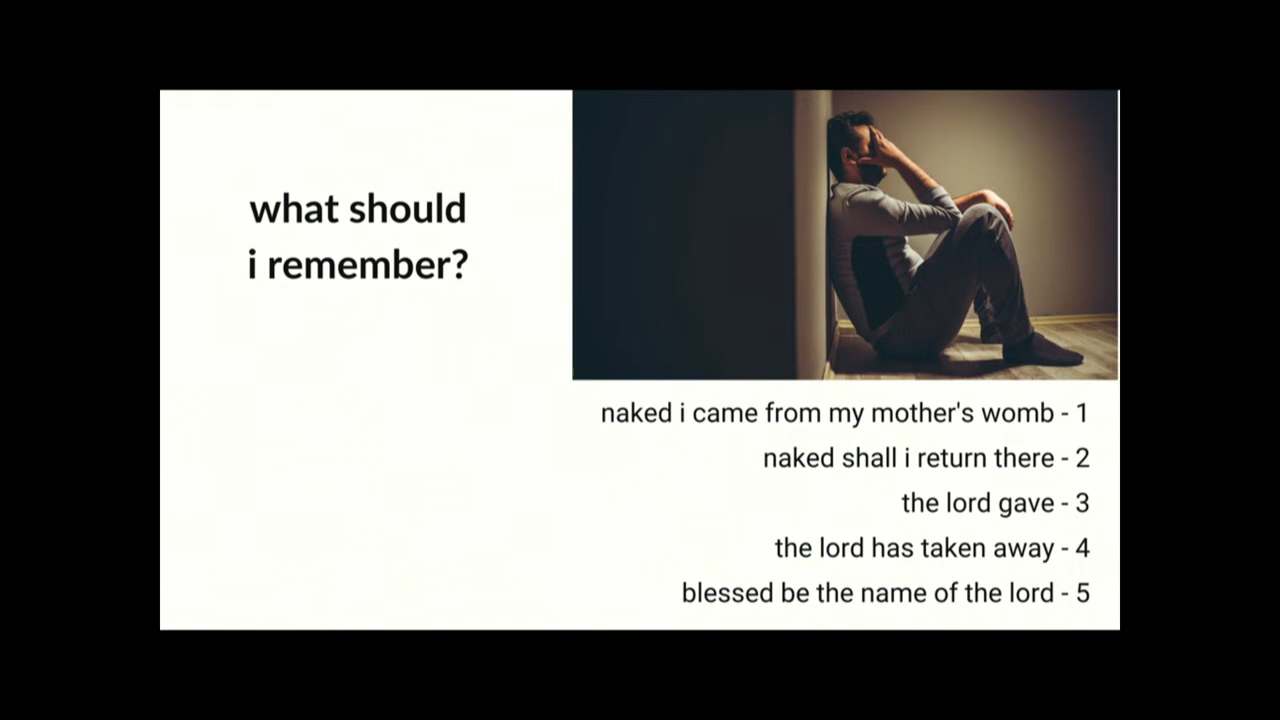 what should
i remember?
naked i came from my mother's womb - 1
naked shall i return there - 2
the lord gave - 3
the lord has taken away - 4
blessed be the name of the lord - 5